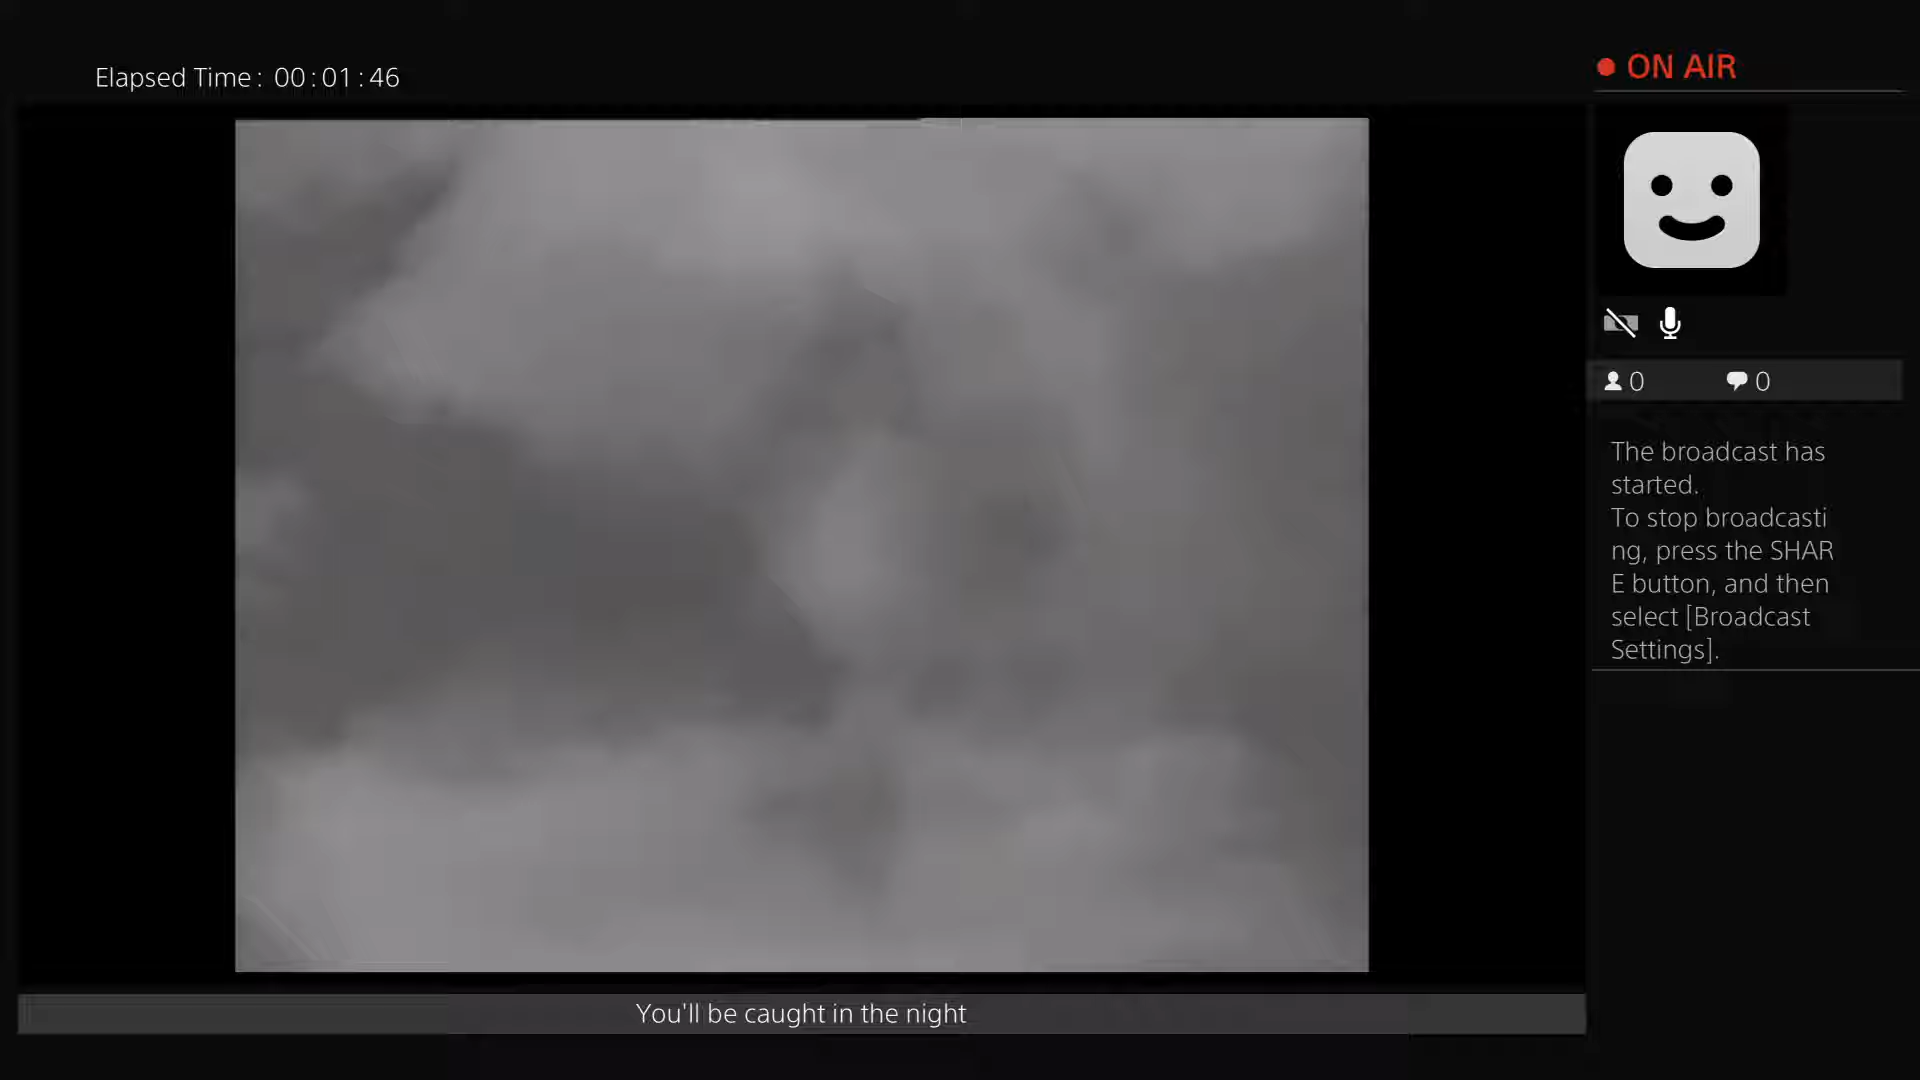 Elapsed Time: 00:01:46
ON AIR
0
0
The broadcast has
started.
To stop broadcasti
ng, press the SHAR
E button, and then
select [Broadcast
Settings].
You'll be caught in the night